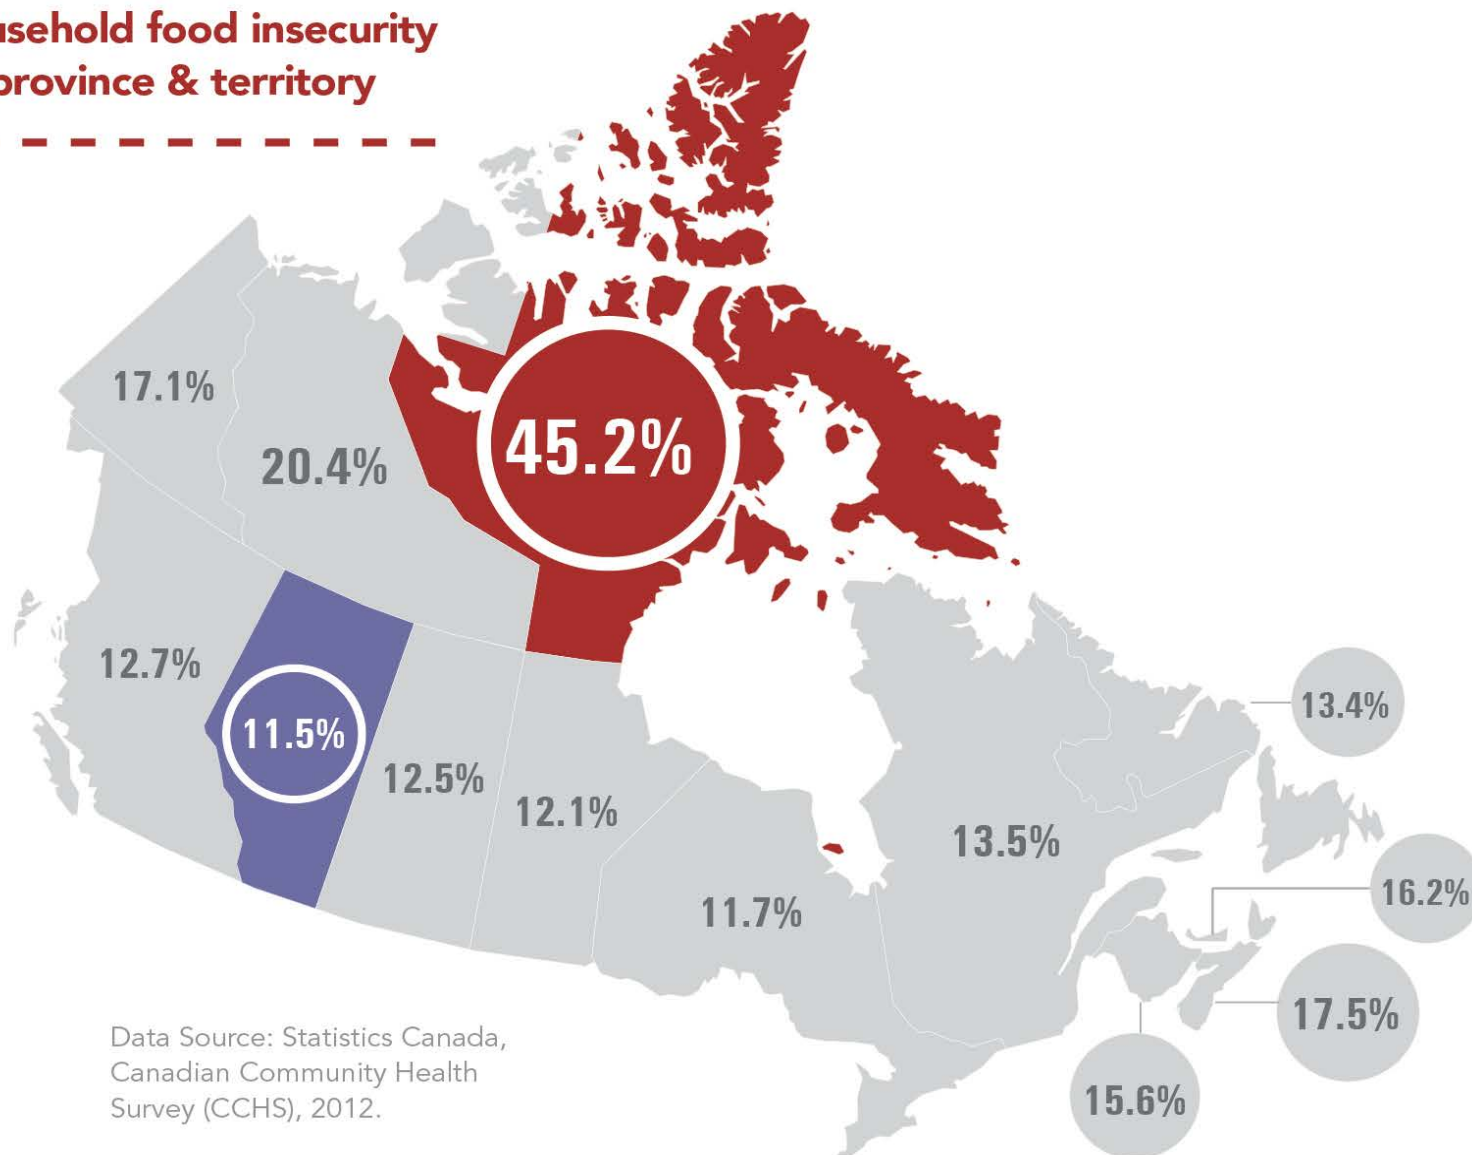 food insecurity
province & territory
45.2%
17.1%
20.4%
12.7%
11.5%
12.5%
12.1%
11.7%
13.5%
13.4%
16.2%
17.5%
15.6%
Data Source: Statistics Canada,
Canadian Community Health
Survey (CCHS), 2012.